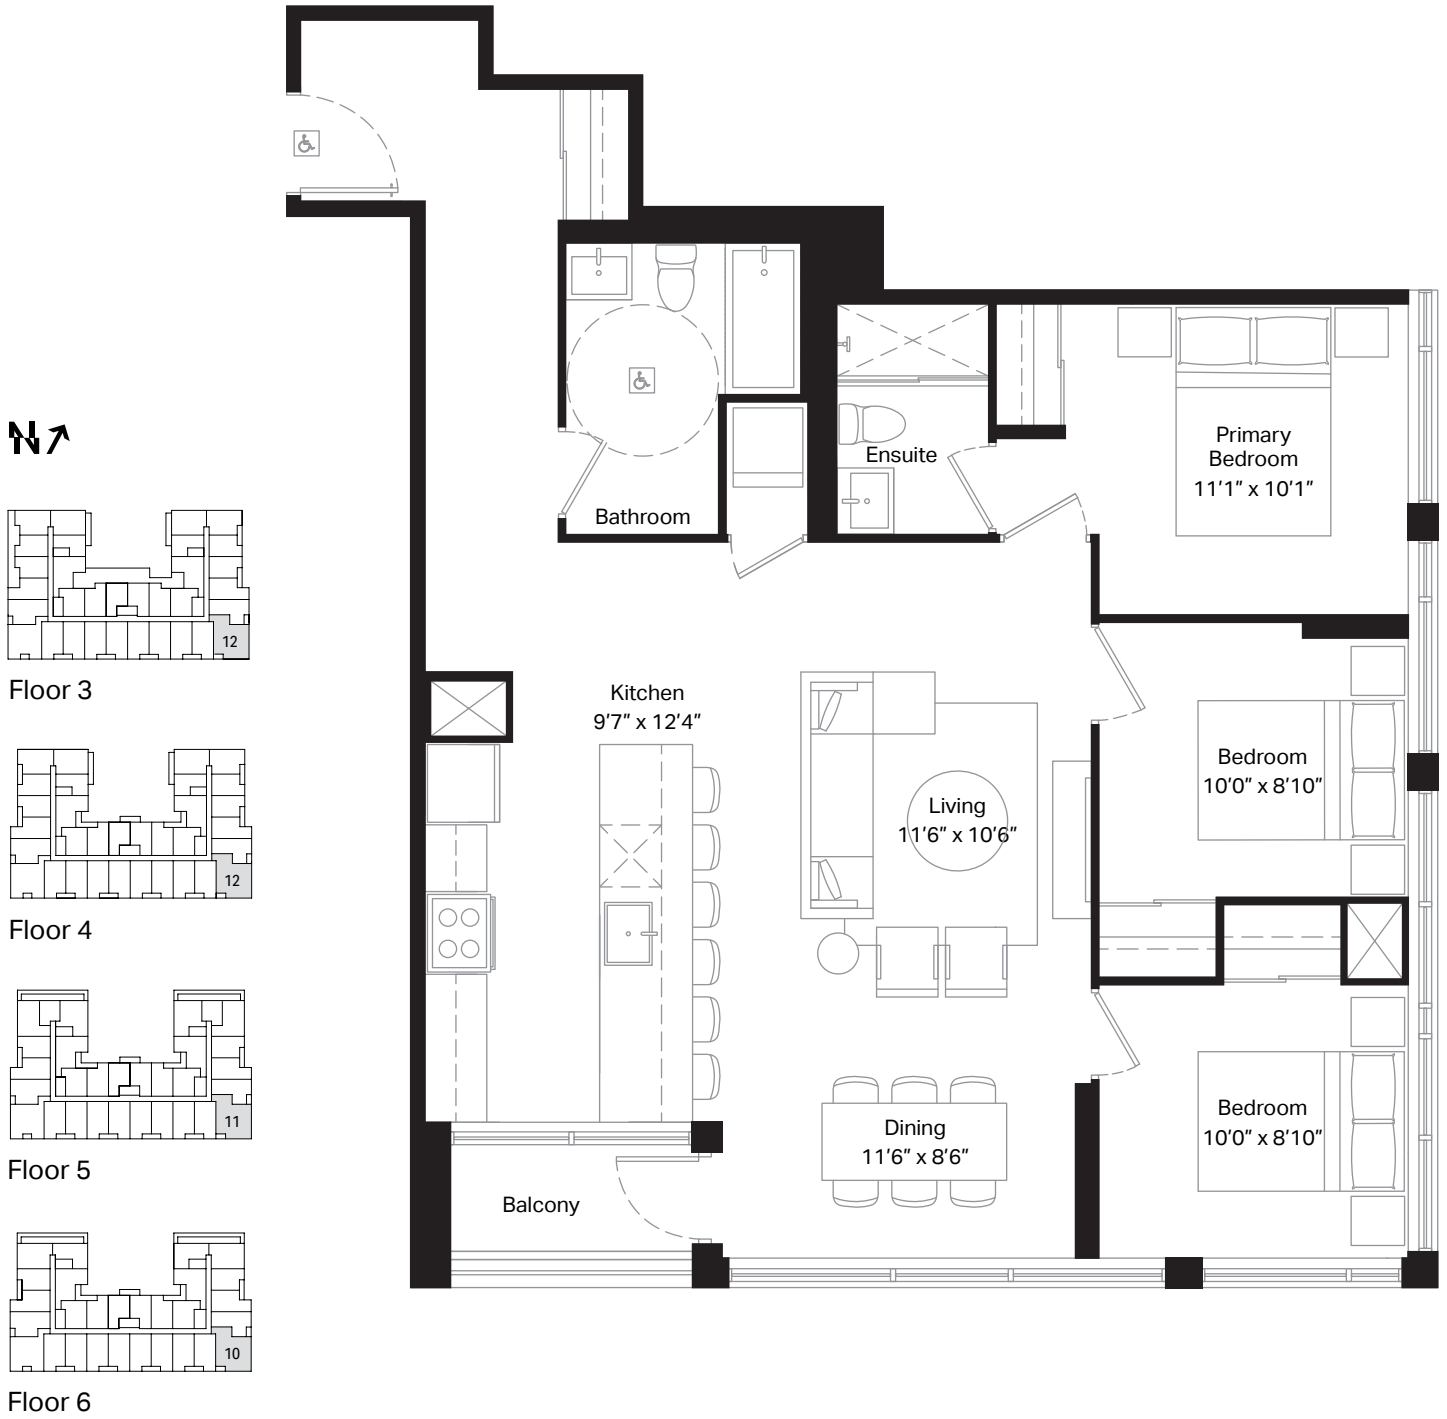 N
12
Floor 3
12
Floor 4
11
Floor 5
10
Floor 6
Ensuite
Primary
Bedroom
11'1" x 10'1"
Bathroom
Kitchen
9'7" x 12'4"
Bedroom
10'0" x 8'10"
Living
11'6" x 10'6"
Bedroom
10'0" x 8'10"
Dining
11'6" x 8'6"
Balcony